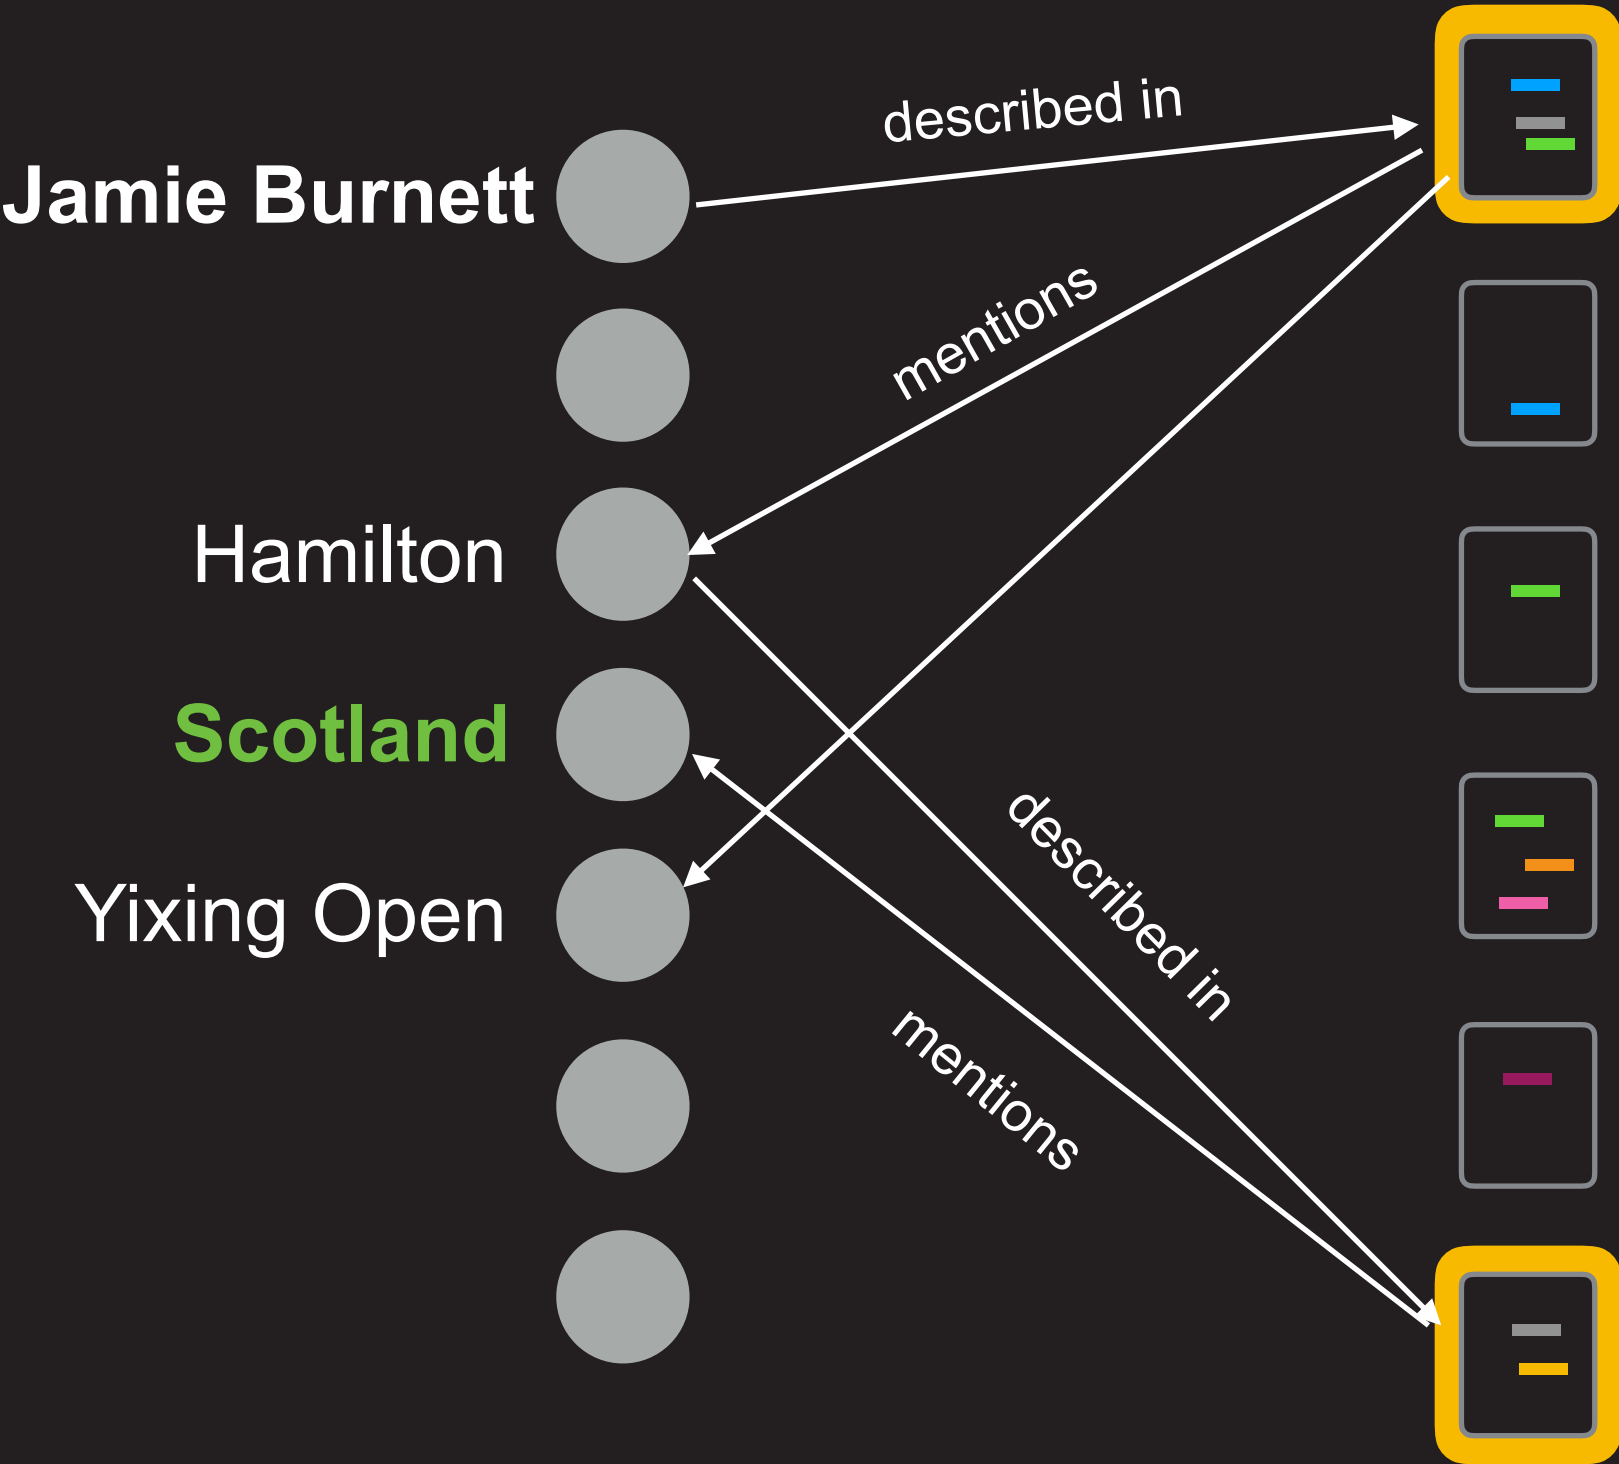 described in
Jamie Burnett
mentions
Hamilton
Scotland
described in
Yixing Open
mentions